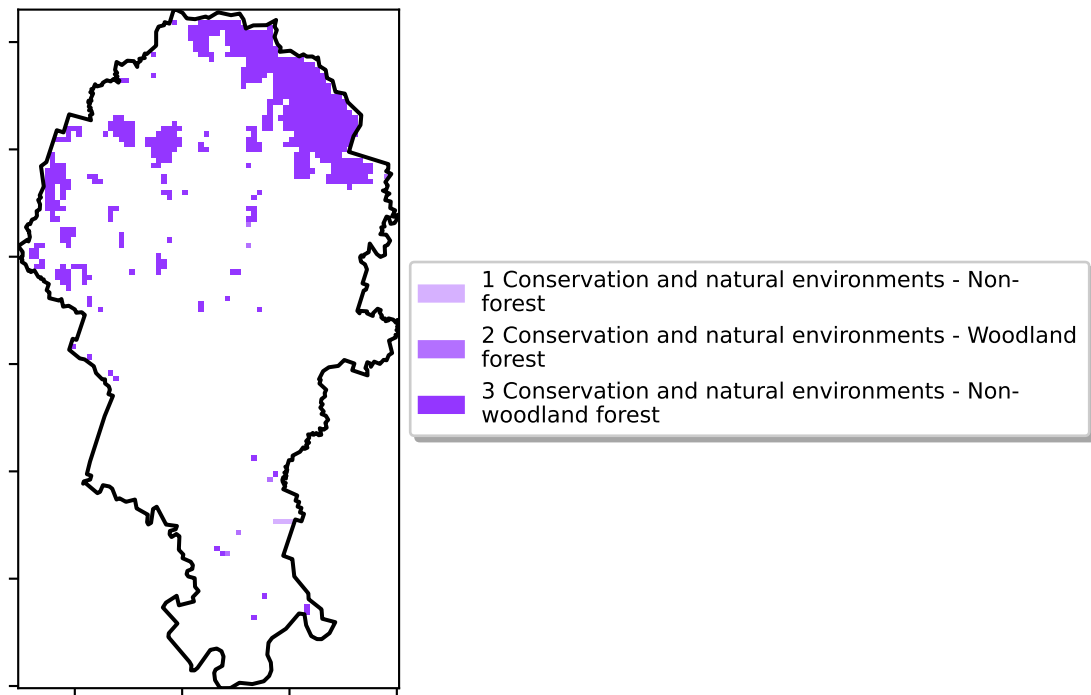 1 Conservation and natural environments - Non-
forest
2 Conservation and natural environments - Woodland
forest
3 Conservation and natural environments - Non-
woodland forest